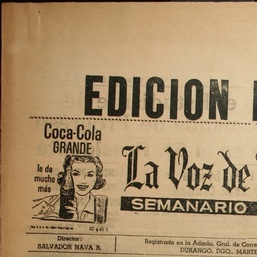 EDICION
Coca-Cola
GRANDE
le da
mucho
más
La Voz de
SEMANARIO
Director:
SALVADOR NAVA R.
Registrado en la Admón. Gral. de Corre
DURANGO, DGO., MARTE